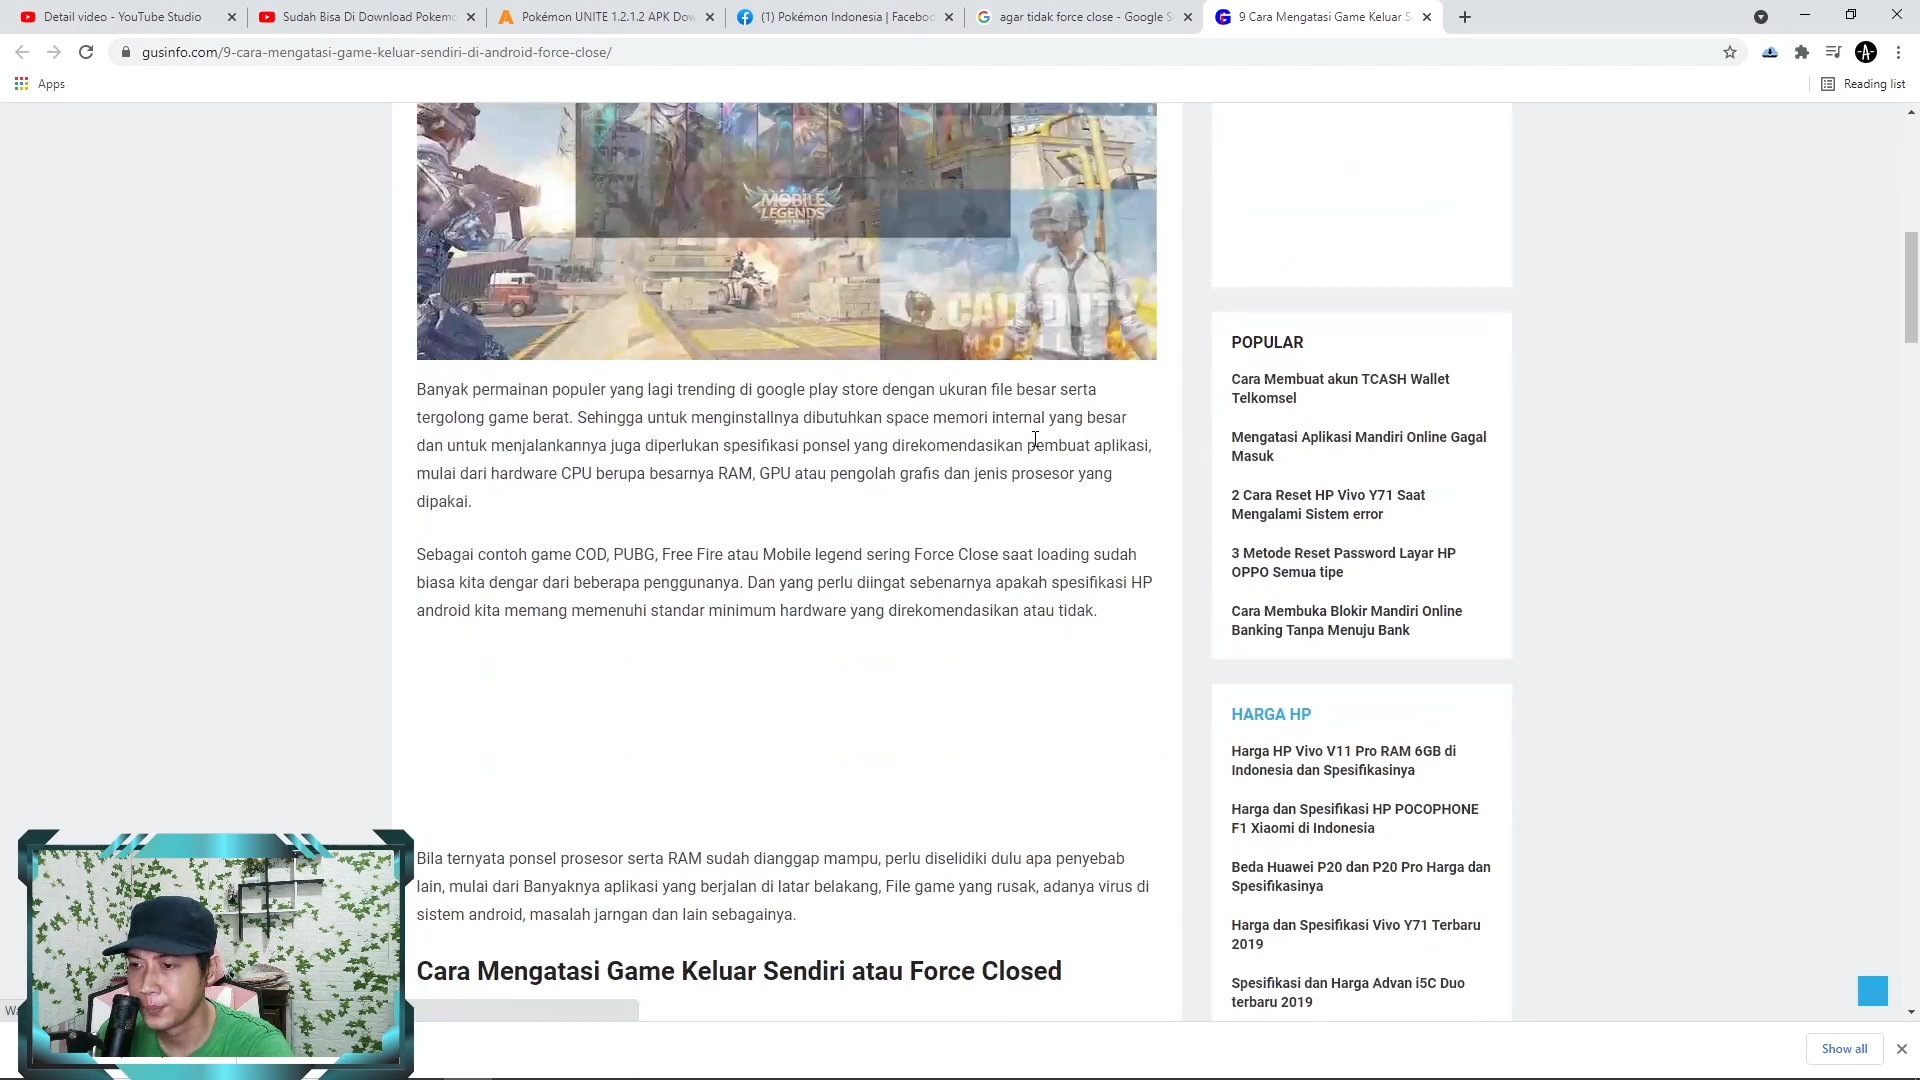 Detail video - YouTube Studio
Sudah Bisa Di Download Pokemo
Pokémon UNITE 1.2.1.2 APK Dow
(1) Pokémon Indonesia | Faceboo
agar tidak force close - Google S
9 Cara Mengatasi Game Keluar S
gusinfo.com/9-cara-mengatasi-game-keluar-sendiri-di-android-force-close/
Apps
Reading list
MOBILE
LEGENDS
CALL OF DUTY
MOBILE
Banyak permainan populer yang lagi trending di google play store dengan ukuran file besar serta
tergolong game berat. Sehingga untuk menginstallnya dibutuhkan space memori internal yang besar
dan untuk menjalankannya juga diperlukan spesifikasi ponsel yang direkomendasikan pembuat aplikasi,
mulai dari hardware CPU berupa besarnya RAM, GPU atau pengolah grafis dan jenis prosesor yang
dipakai.
Sebagai contoh game COD, PUBG, Free Fire atau Mobile legend sering Force Close saat loading sudah
biasa kita dengar dari beberapa penggunanya. Dan yang perlu diingat sebenarnya apakah spesifikasi HP
android kita memang memenuhi standar minimum hardware yang direkomendasikan atau tidak.
Bila ternyata ponsel prosesor serta RAM sudah dianggap mampu, perlu diselidiki dulu apa penyebab
lain, mulai dari Banyaknya aplikasi yang berjalan di latar belakang, File game yang rusak, adanya virus di
sistem android, masalah jarngan dan lain sebagainya.
Cara Mengatasi Game Keluar Sendiri atau Force Closed
POPULAR
Cara Membuat akun TCASH Wallet
Telkomsel
Mengatasi Aplikasi Mandiri Online Gagal
Masuk
2 Cara Reset HP Vivo Y71 Saat
Mengalami Sistem error
3 Metode Reset Password Layar HP
OPPO Semua tipe
Cara Membuka Blokir Mandiri Online
Banking Tanpa Menuju Bank
HARGA HP
Harga HP Vivo V11 Pro RAM 6GB di
Indonesia dan Spesifikasinya
Harga dan Spesifikasi HP POCOPHONE
F1 Xiaomi di Indonesia
Beda Huawei P20 dan P20 Pro Harga dan
Spesifikasinya
Harga dan Spesifikasi Vivo Y71 Terbaru
2019
Spesifikasi dan Harga Advan i5C Duo
terbaru 2019
Show all